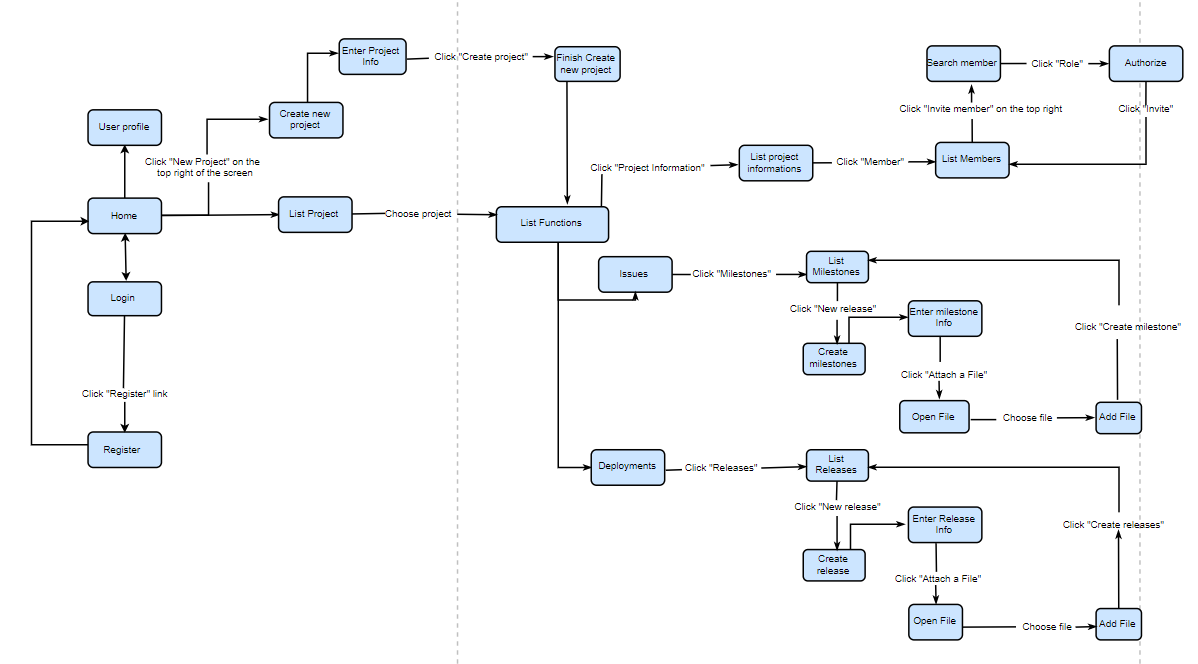 Enter Project
Info
Click "Create project"
Finish Create
new project
Search member
Click "Role"
Authorize
Create new
project
User profile
Click "Invite member" on the top right
Click "Invite"
Click "New Project" on the
top right of the screen
Click "Project Information"
List project
informations
Click "Member"
List Members
Home
List Project
Choose project
List Functions
Issues
Click "Milestones"
List
Milestones
Login
Click "New release"
Enter milestone
Info
Click "Create milestone"
Create
milestones
Click "Attach a File"
Click "Register" link
Open File
Choose file
Add File
Register
Deployments
Click "Releases"
List
Releases
Click "New release"
Enter Release
Info
Click "Create releases"
Create
release
Click "Attach a File"
Open File
Choose file
Add File